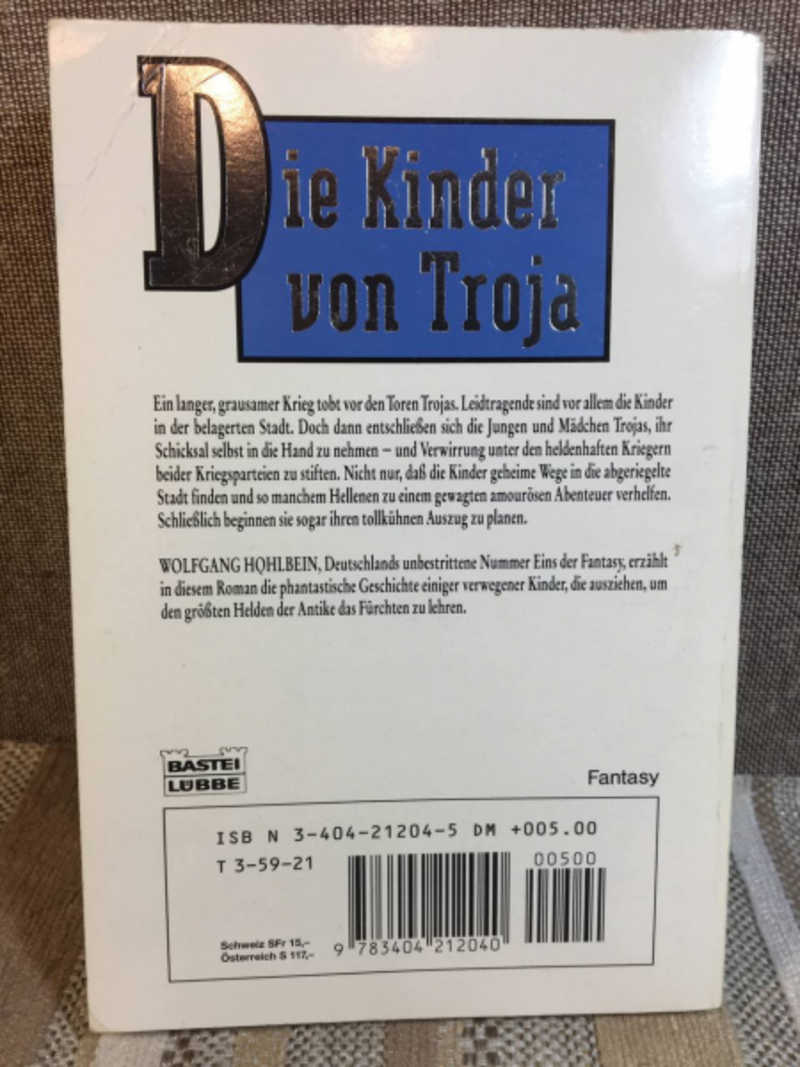 Die Kinder
von Troja
Ein langer, grausamer Krieg tobt vor den Toren Trojas. Leidtragende sind vor allem die Kinder
in der belagerten Stadt. Doch dann entschließen sich die Jungen und Mädchen Trojas, ihr
Schicksal selbst in die Hand zu nehmen – und Verwirrung unter den heldenhaften Kriegern
beider Kriegsparteien zu stiften. Nicht nur, daß die Kinder geheime Wege in die abgeriegelte
Stadt finden und so manchem Hellenen zu einem gewagten amourösen Abenteuer verhelfen.
Schließlich beginnen sie sogar ihren tollkühnen Auszug zu planen.
WOLFGANG HOHLBEIN, Deutschlands unbestrittene Nummer Eins der Fantasy, erzählt
in diesem Roman die phantastische Geschichte einiger verwegener Kinder, die ausziehen, um
den größten Helden der Antike das Fürchten zu lehren.
BASTEI
LÜBBE
Fantasy
ISB N 3-404-21204-5 DM +005.00
T 3-59-21
00500
Schweiz SFr 15,–
Österreich S 117,–
9 783404 212040